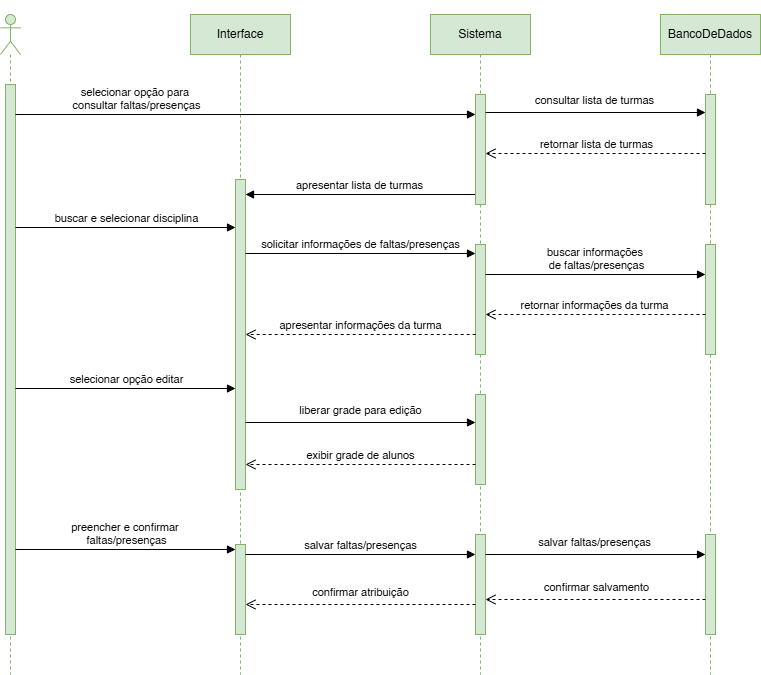 Interface
Sistema
BancoDeDados
selecionar opção para
consultar faltas/presenças
consultar lista de turmas
retornar lista de turmas
apresentar lista de turmas
buscar e selecionar disciplina
solicitar informações de faltas/presenças
buscar informações
de faltas/presenças
retornar informações da turma
apresentar informações da turma
selecionar opção editar
liberar grade para edição
exibir grade de alunos
preencher e confirmar
faltas/presenças
salvar faltas/presenças
salvar faltas/presenças
confirmar salvamento
confirmar atribuição